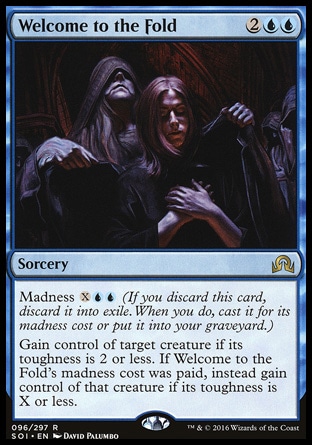 Welcome to the Fold 2
Sorcery
Madness X (If you discard this card,
discard it into exile. When you do, cast it for its
madness cost or put it into your graveyard.)
Gain control of target creature if its
toughness is 2 or less. If Welcome to the
Fold's madness cost was paid, instead gain
control of that creature if its toughness is
X or less.
096/297 R
SOI • EN DAVID PALUMBO
™ & © 2016 Wizards of the Coast